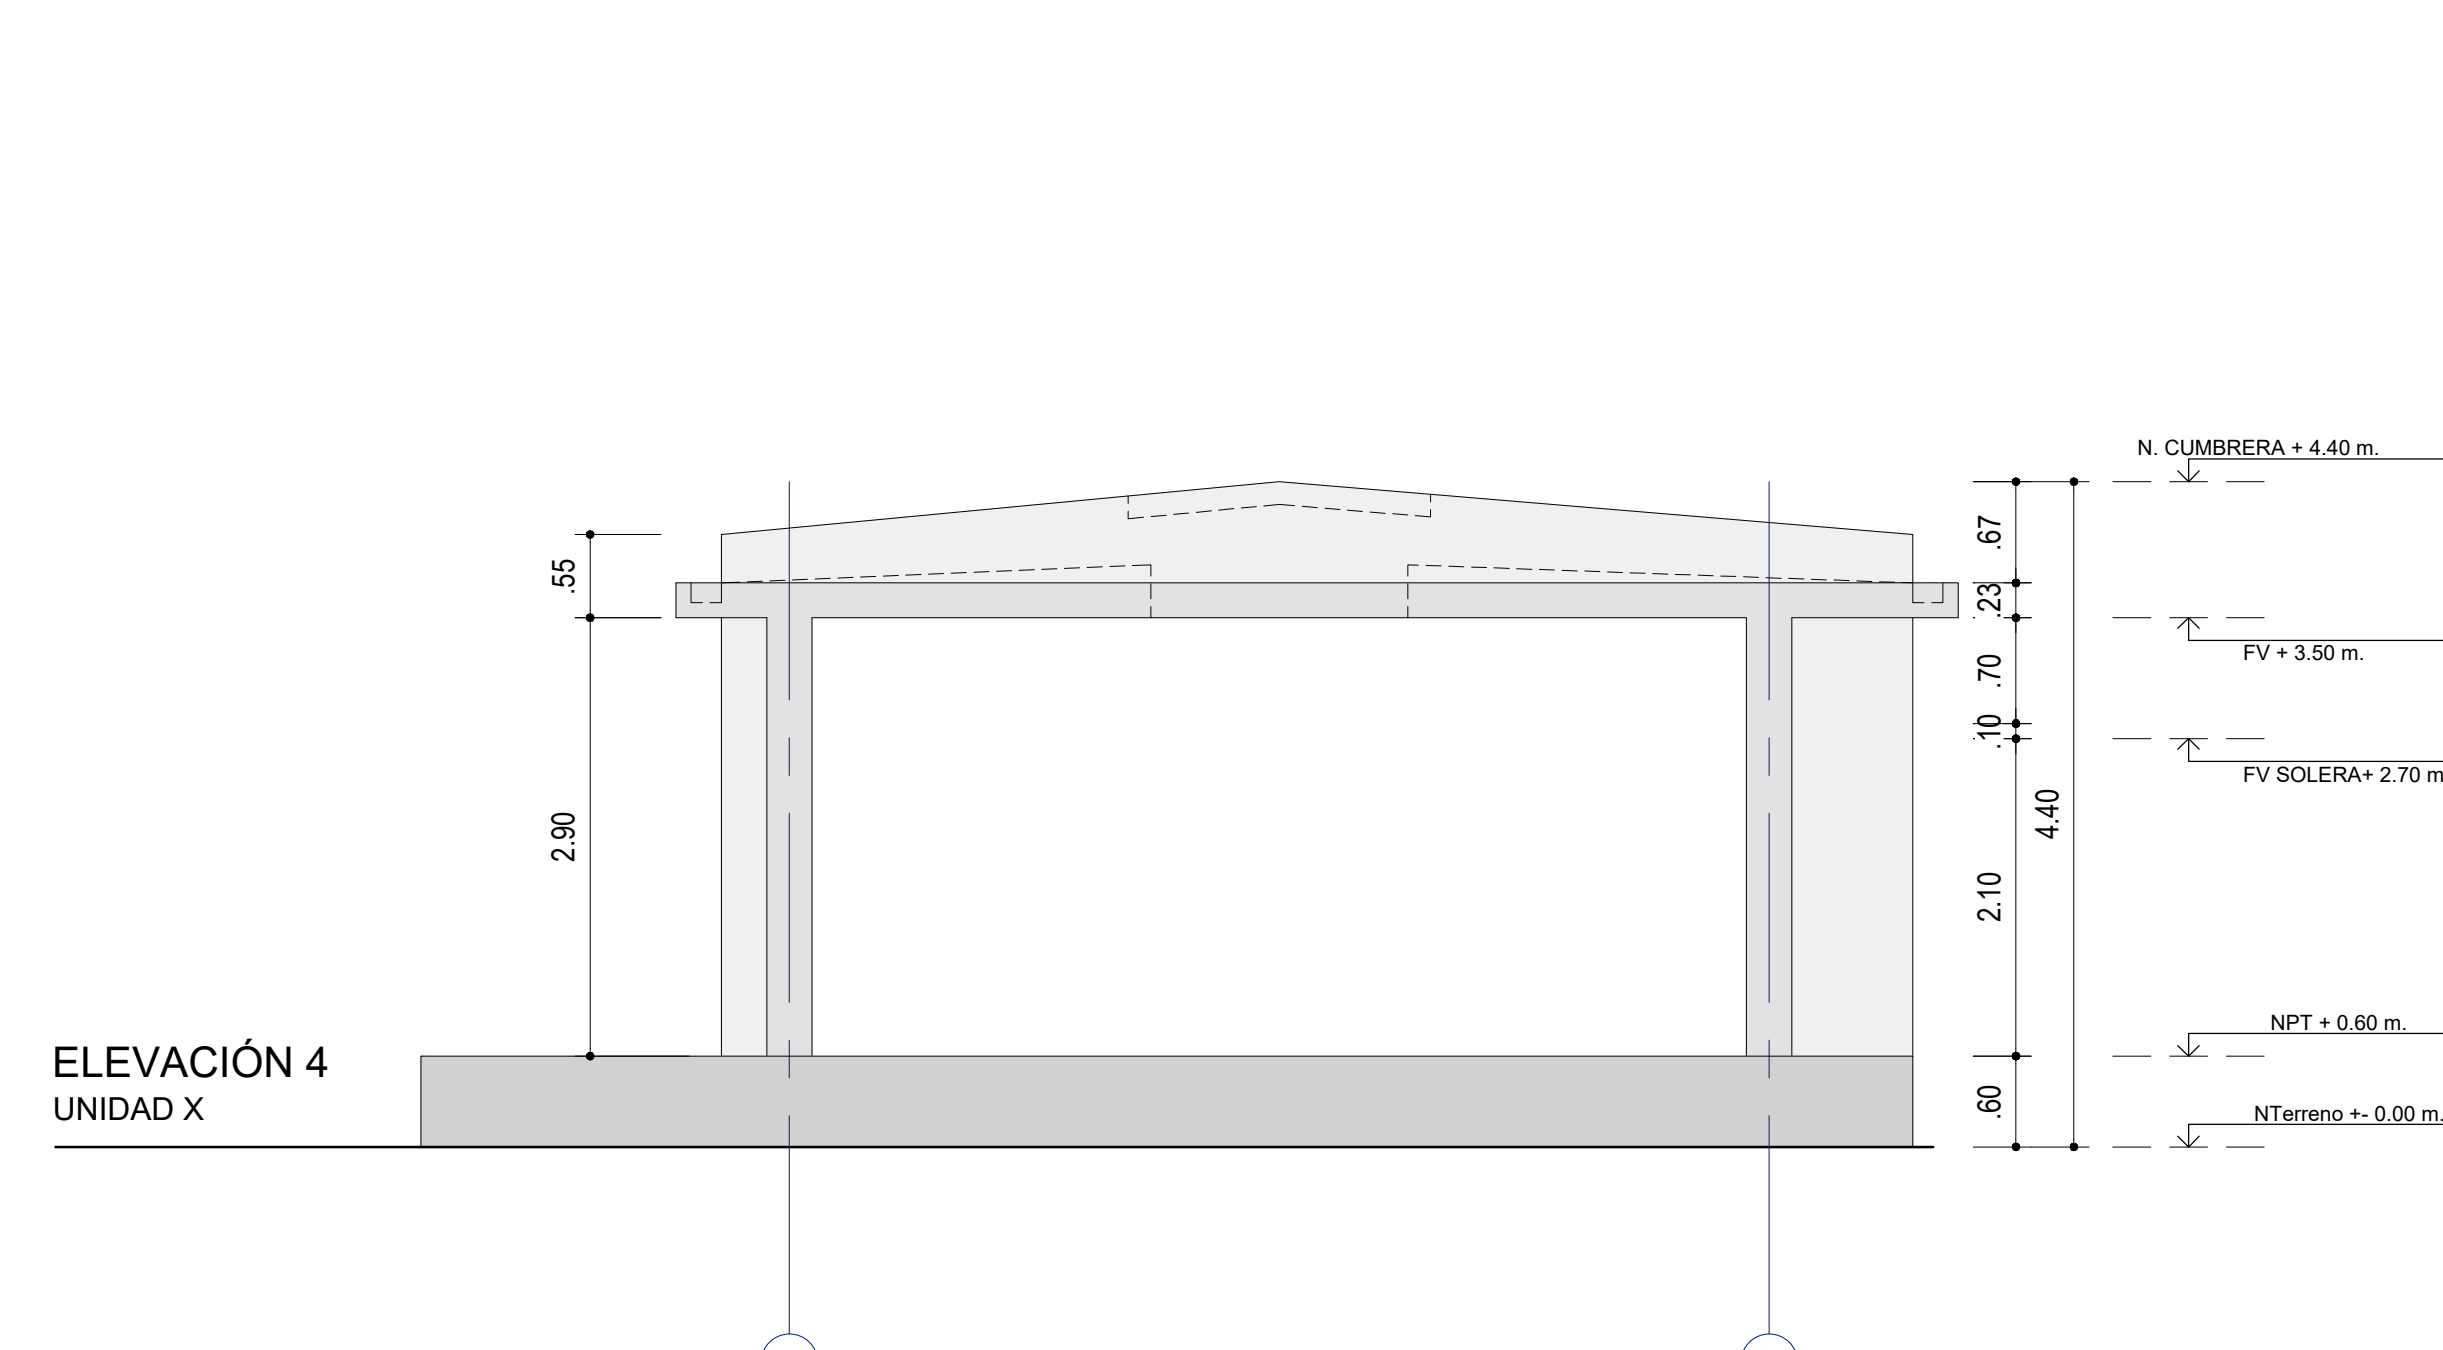 N. CUMBRERA + 4.40 m.
.67
.55
.23
FV + 3.50 m.
.70
.10
FV SOLERA+ 2.70 m
4.40
2.90
2.10
NPT + 0.60 m.
ELEVACIÓN 4
.60
UNIDAD X
NTerreno +- 0.00 m.